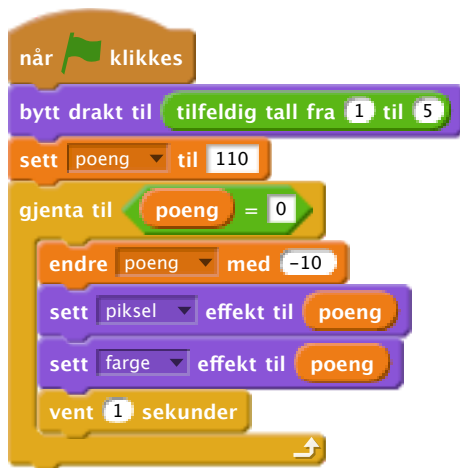 når klikkes
bytt drakt til tilfeldig tall fra 1 til 5
sett poeng til 110
gjenta til poeng = 0
endre poeng med -10
sett piksel effekt til poeng
sett farge effekt til poeng
vent 1 sekunder